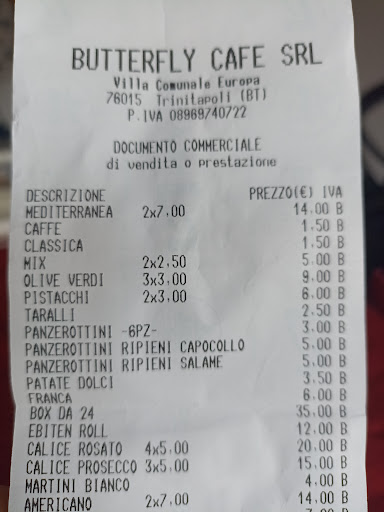 BUTTERFLY CAFE SRL
Villa Comunale Europa
76015 Trinitapoli (BT)
P.IVA 08969740722
DOCUMENTO COMMERCIALE
di vendita o prestazione
DESCRIZIONE PREZZO(€) IVA
MEDITERRANEA 2x7,00 14,00 B
CAFFE 1,50 B
CLASSICA 1,50 B
MIX 2x2,50 5,00 B
OLIVE VERDI 3x3,00 9,00 B
PISTACCHI 2x3,00 6,00 B
TARALLI 2,50 B
PANZEROTTINI -6PZ- 3,00 B
PANZEROTTINI RIPIENI CAPOCOLLO 5,00 B
PANZEROTTINI RIPIENI SALAME 5,00 B
PATATE DOLCI 3,50 B
FRANCA 6,00 B
BOX DA 24 35,00 B
EBITEN ROLL 12,00 B
CALICE ROSATO 4x5,00 20,00 B
CALICE PROSECCO 3x5,00 15,00 B
MARTINI BIANCO 4,00 B
AMERICANO 2x7,00 14,00 B